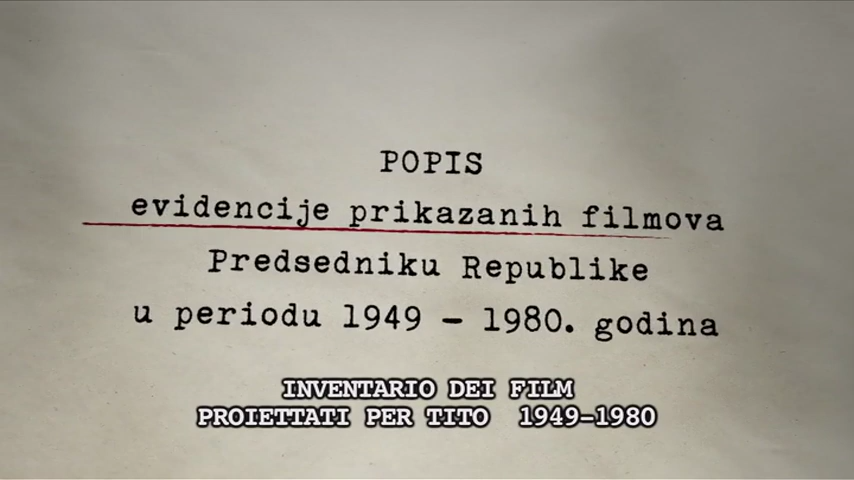 POPIS
evidencije prikazanih filmova
Predsedniku Republike
u periodu 1949 - 1980. godina
INVENTARIO DEI FILM
PROIETTATI PER TITO 1949-1980